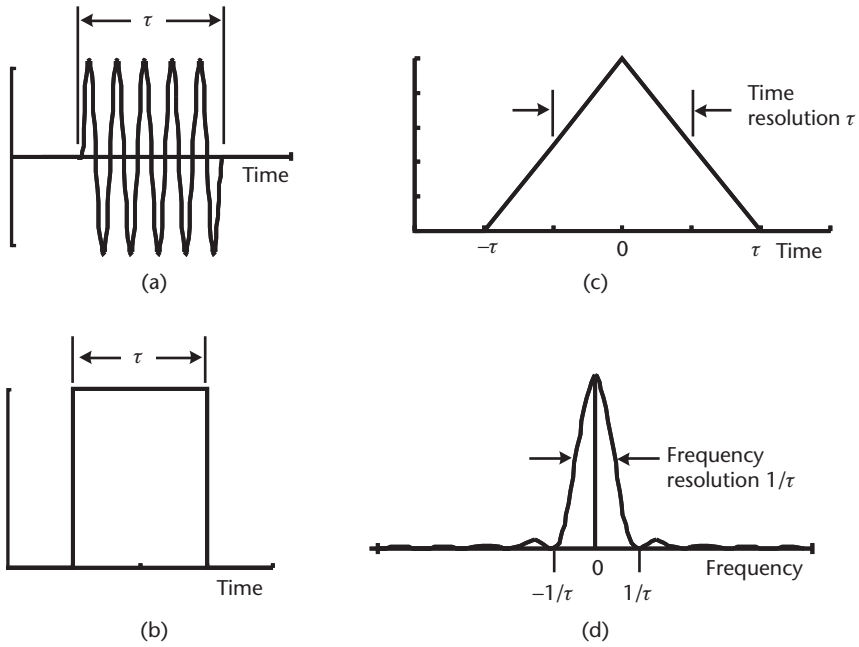 τ
Time
(a)
τ
Time
(b)
Time
resolution τ
−τ
0
τ
Time
(c)
Frequency
resolution 1/τ
0
Frequency
−1/τ
1/τ
(d)